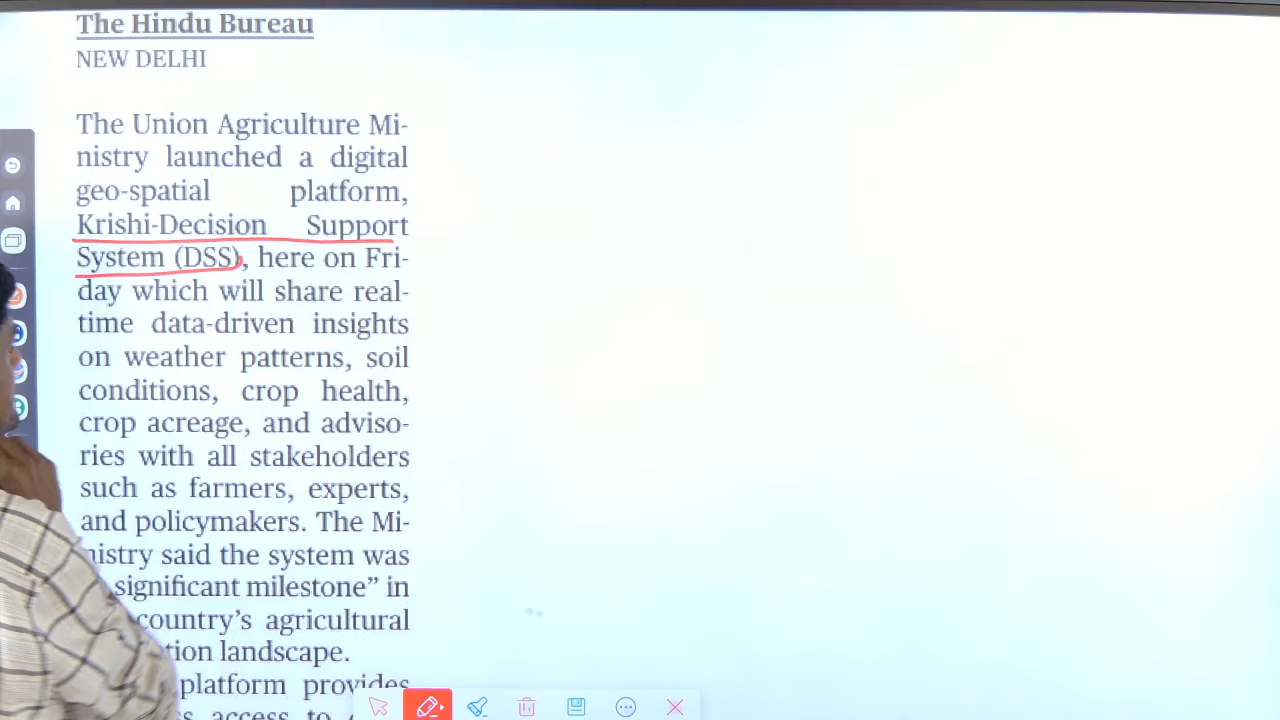 The Hindu Bureau
NEW DELHI
The Union Agriculture Mi-
nistry launched a digital
geo-spatial platform,
Krishi-Decision Support
System (DSS), here on Fri-
day which will share real-
time data-driven insights
on weather patterns, soil
conditions, crop health,
crop acreage, and adviso-
ries with all stakeholders
such as farmers, experts,
and policymakers. The Mi-
nistry said the system was
significant milestone” in
country’s agricultural
tion landscape.
platform provides
access to